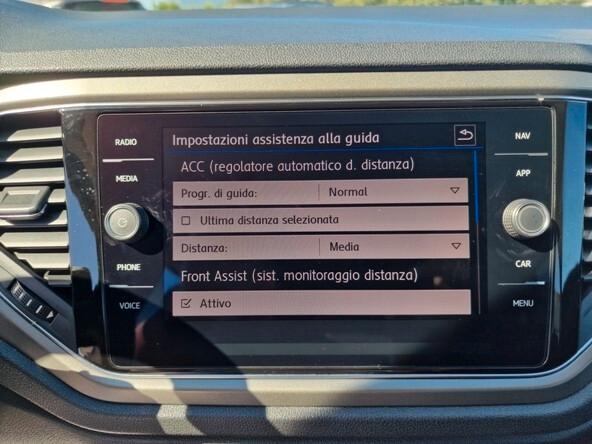 RADIO
MEDIA
PHONE
VOICE
Impostazioni assistenza alla guida
ACC (regolatore automatico d. distanza)
Progr. di guida: Normal
Ultima distanza selezionata
Distanza: Media
Front Assist (sist. monitoraggio distanza)
Attivo
NAV
APP
CAR
MENU